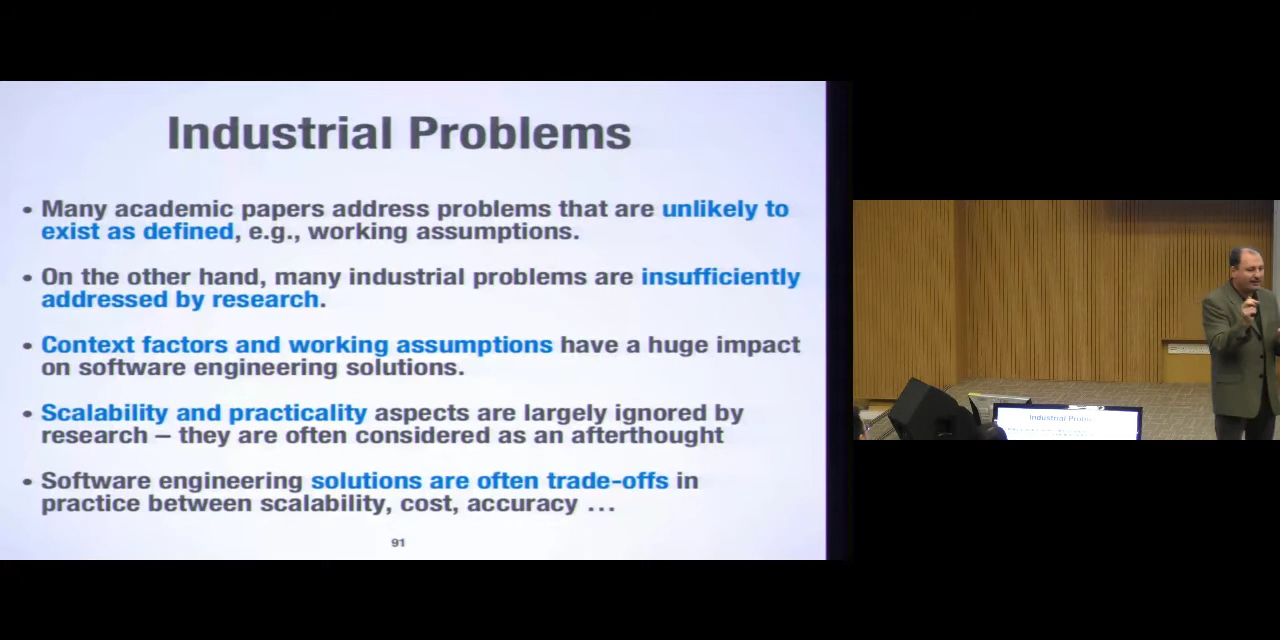 Industrial Problems
• Many academic papers address problems that are unlikely to
exist as defined, e.g., working assumptions.
• On the other hand, many industrial problems are insufficiently
addressed by research.
• Context factors and working assumptions have a huge impact
on software engineering solutions.
• Scalability and practicality aspects are largely ignored by
research – they are often considered as an afterthought
• Software engineering solutions are often trade-offs in
practice between scalability, cost, accuracy …
91
Industrial Prob